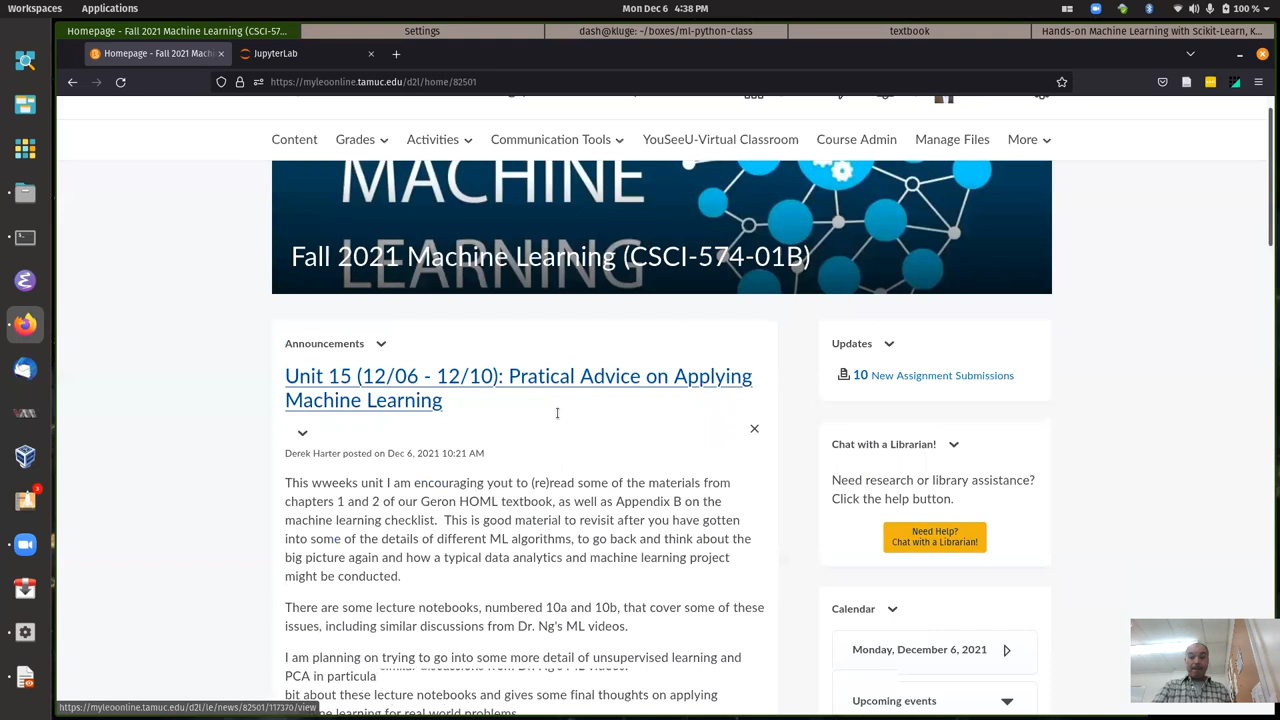 Workspaces Applications Mon Dec 6 4:38 PM 100 %
Homepage - Fall 2021 Machine Learning (CSCI-57... Settings dash@kluge: ~/boxes/ml-python-class textbook Hands-on Machine Learning with Scikit-Learn, K...
Homepage - Fall 2021 Mach JupyterLab
https://myleoonline.tamuc.edu/d2l/home/82501
Content Grades Activities Communication Tools YouSeeU-Virtual Classroom Course Admin Manage Files More
MACHINE
LEARNING
Fall 2021 Machine Learning (CSCI-574-01B)
Announcements
Unit 15 (12/06 - 12/10): Pratical Advice on Applying
Machine Learning
Derek Harter posted on Dec 6, 2021 10:21 AM
This wweeks unit I am encouraging yout to (re)read some of the materials from
chapters 1 and 2 of our Geron HOML textbook, as well as Appendix B on the
machine learning checklist. This is good material to revisit after you have gotten
into some of the details of different ML algorithms, to go back and think about the
big picture again and how a typical data analytics and machine learning project
might be conducted.
There are some lecture notebooks, numbered 10a and 10b, that cover some of these
issues, including similar discussions from Dr. Ng's ML videos.
I am planning on trying to go into some more detail of unsupervised learning and
PCA in particula
bit about these lecture notebooks and gives some final thoughts on applying
learning for real world problems
Updates
10 New Assignment Submissions
Chat with a Librarian!
Need research or library assistance?
Click the help button.
Need Help?
Chat with a Librarian!
Calendar
Monday, December 6, 2021
Upcoming events
https://myleoonline.tamuc.edu/d2l/le/news/82501/117370/view
3